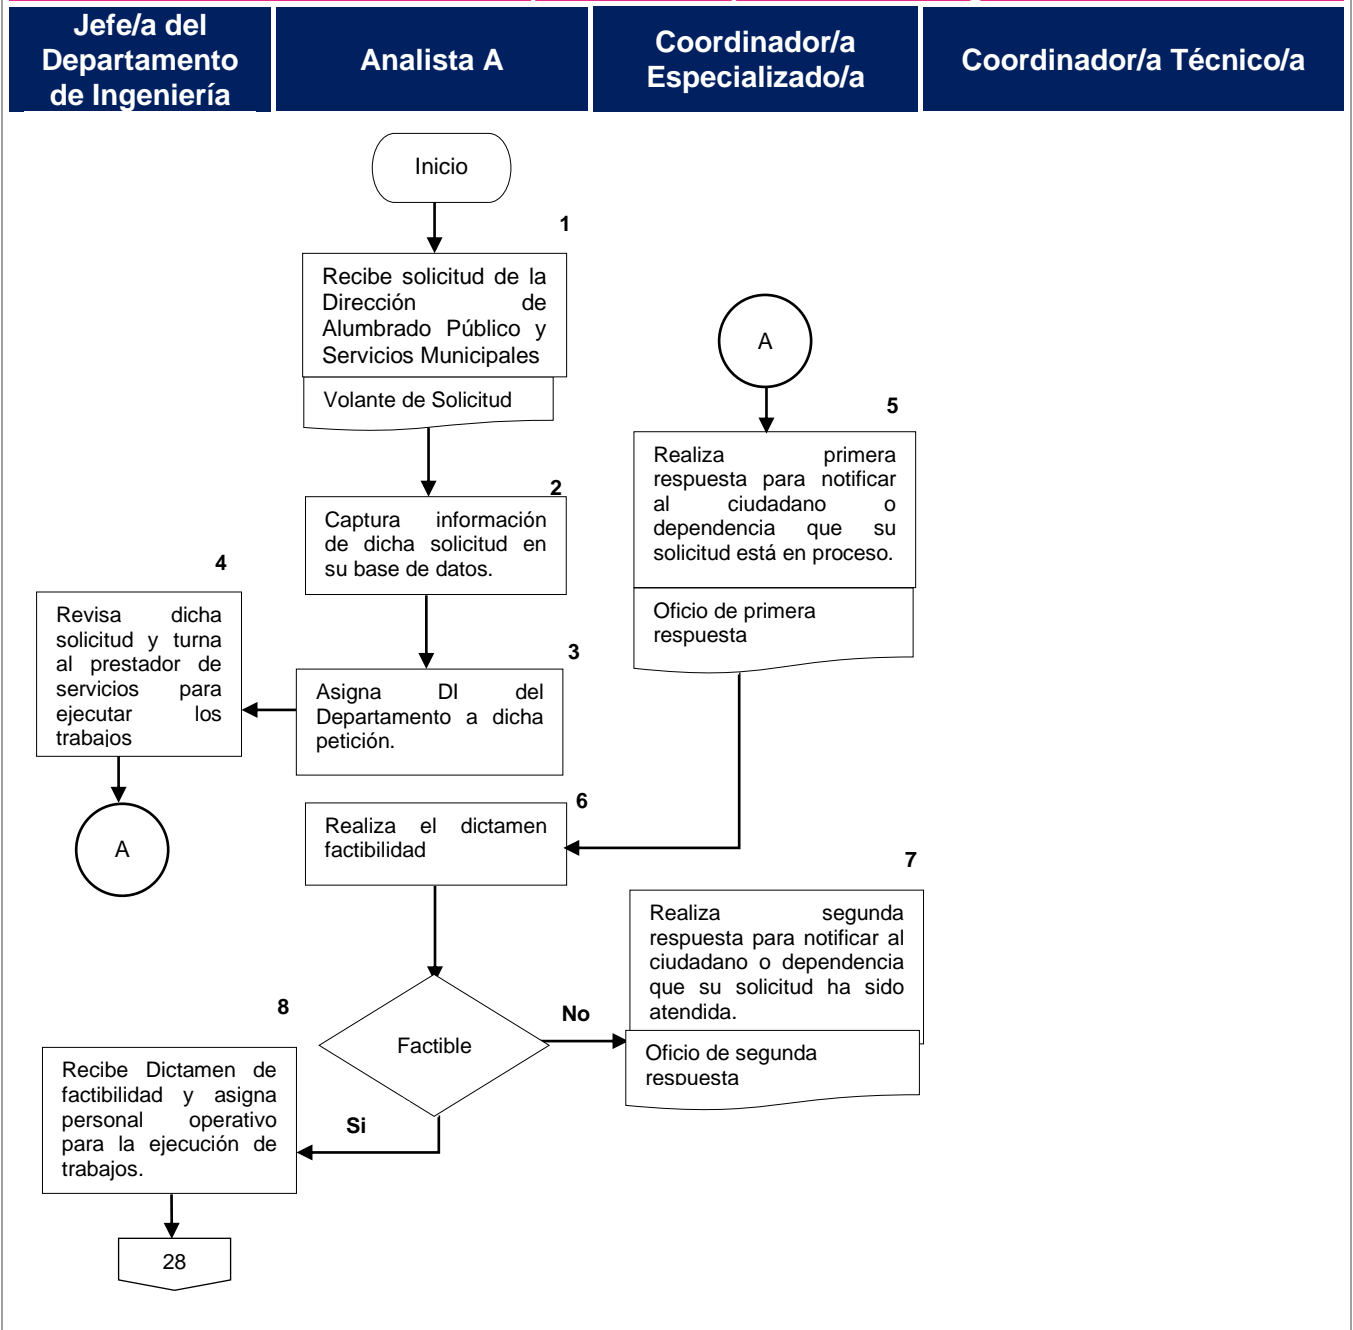 Jefe/a del
Departamento
de Ingeniería
Analista A
Coordinador/a
Especializado/a
Coordinador/a Técnico/a
Inicio
1
Recibe solicitud de la
Dirección de
Alumbrado Público y
Servicios Municipales
Volante de Solicitud
2
Captura información
de dicha solicitud en
su base de datos.
3
Asigna DI del
Departamento a dicha
petición.
4
Revisa dicha
solicitud y turna
al prestador de
servicios para
ejecutar los
trabajos
A
A
5
Realiza primera
respuesta para notificar
al ciudadano o
dependencia que su
solicitud está en proceso.
Oficio de primera
respuesta
6
Realiza el dictamen
factibilidad
Factible
No
7
Realiza segunda
respuesta para notificar al
ciudadano o dependencia
que su solicitud ha sido
atendida.
Oficio de segunda
respuesta
Si
8
Recibe Dictamen de
factibilidad y asigna
personal operativo
para la ejecución de
trabajos.
28